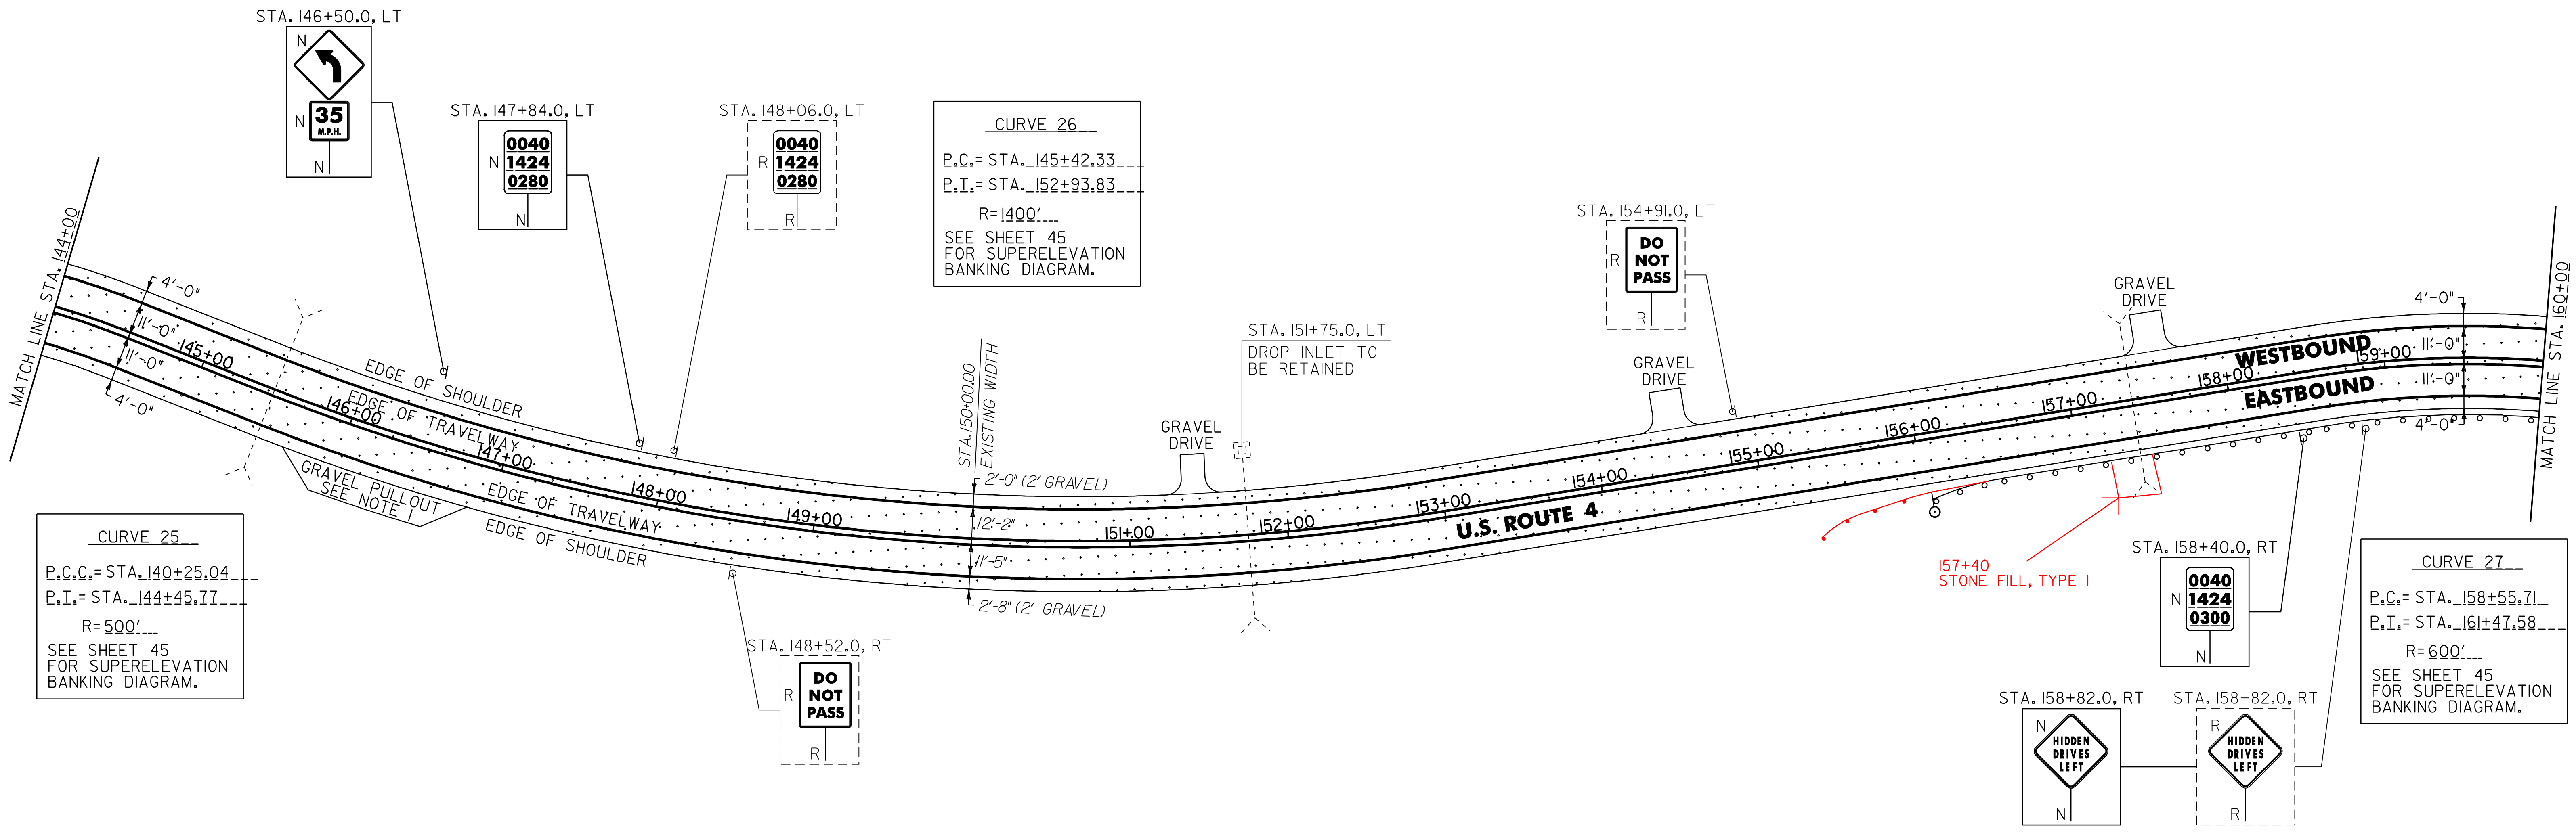 STA. 146+50.0, LT
N
35
M.P.H.
N
N
STA. 147+84.0, LT
0040
N 1424
0280
N
STA. 148+06.0, LT
0040
R 1424
0280
R
CURVE 26
P.C.= STA. 145+42.33
P.T.= STA. 152+93.83
R= 1400'
SEE SHEET 45
FOR SUPERELEVATION
BANKING DIAGRAM.
STA. 154+91.0, LT
DO
R NOT
PASS
R
MATCH LINE STA. 144+00
4'-0"
11'-0"
11'-0"
4'-0"
145+00
146+00
147+00
148+00
149+00
151+00
152+00
153+00
154+00
155+00
156+00
157+00
158+00
159+00
EDGE OF SHOULDER
EDGE OF TRAVELWAY
EDGE OF TRAVELWAY
EDGE OF SHOULDER
GRAVEL PULLOUT
SEE NOTE 1
STA. 150+00.00
EXISTING WIDTH
2'-0" (2' GRAVEL)
12'-2"
11'-5"
2'-8" (2' GRAVEL)
GRAVEL
DRIVE
STA. 151+75.0, LT
DROP INLET TO
BE RETAINED
GRAVEL
DRIVE
GRAVEL
DRIVE
U.S. ROUTE 4
WESTBOUND
EASTBOUND
4'-0"
11'-0"
11'-0"
4'-0"
MATCH LINE STA. 160+00
CURVE 25
P.C.C.= STA. 140+25.04
P.T.= STA. 144+45.77
R= 500'
SEE SHEET 45
FOR SUPERELEVATION
BANKING DIAGRAM.
STA. 148+52.0, RT
DO
R NOT
PASS
R
157+40
STONE FILL, TYPE 1
STA. 158+40.0, RT
0040
N 1424
0300
N
CURVE 27
P.C.= STA. 158+55.71
P.T.= STA. 161+47.58
R= 600'
SEE SHEET 45
FOR SUPERELEVATION
BANKING DIAGRAM.
STA. 158+82.0, RT
N
HIDDEN
DRIVES
LEFT
N
STA. 158+82.0, RT
R
HIDDEN
DRIVES
LEFT
R